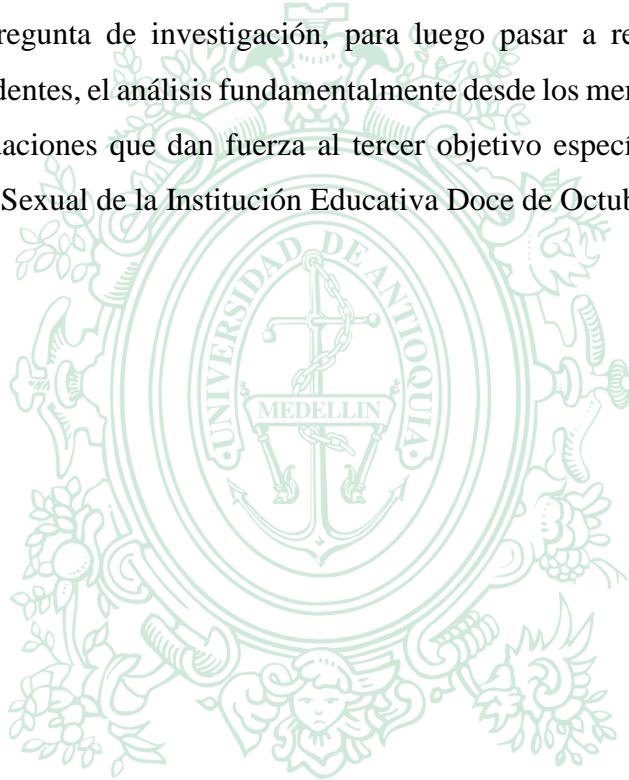 regunta de investigación, para luego pasar a re
dentes, el análisis fundamentalmente desde los mer
aciones que dan fuerza al tercer objetivo especí
Sexual de la Institución Educativa Doce de Octub
UNIVERSIDAD DE ANTIOQUIA
MEDELLIN